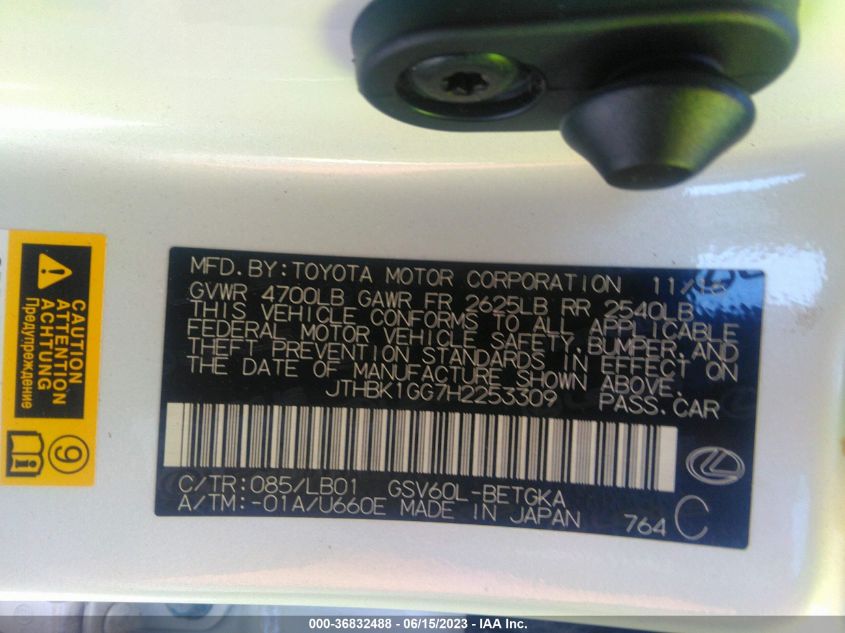 MFD.BY:TOYOTA MOTOR CORPORATION 11/16
GVWR 4700LB GAWR FR 2625LB RR 2540LB
THIS VEHICLE CONFORMS TO ALL APPLICABLE
FEDERAL MOTOR VEHICLE SAFETY,BUMPER,AND
THEFT PREVENTION STANDARDS IN EFFECT ON
THE DATE OF MANUFACTURE SHOWN ABOVE.
JTHBK1GG7H2253309 PASS.CAR
C/TR:085/LB01 GSV60L-BETGKA
A/TM:-01A/U660E MADE IN JAPAN 764 C
CAUTION
ATTENTION
ACHTUNG
Предупреждение
9
000-36832488 - 06/15/2023 - IAA Inc.